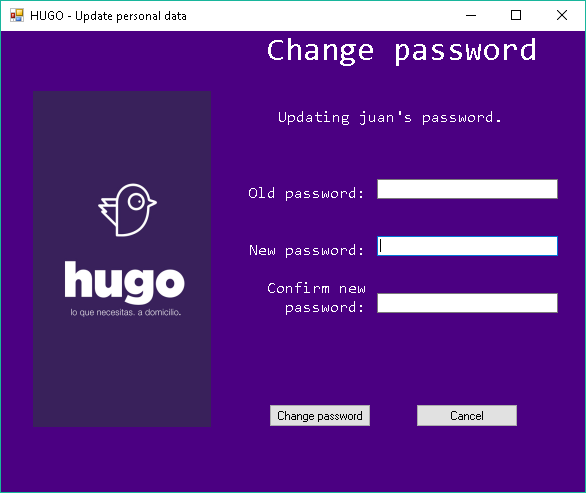 HUGO - Update personal data
Change password
Updating juan's password.
Old password:
New password:
Confirm new
password:
hugo
lo que necesitas. a domicilio.
Change password
Cancel